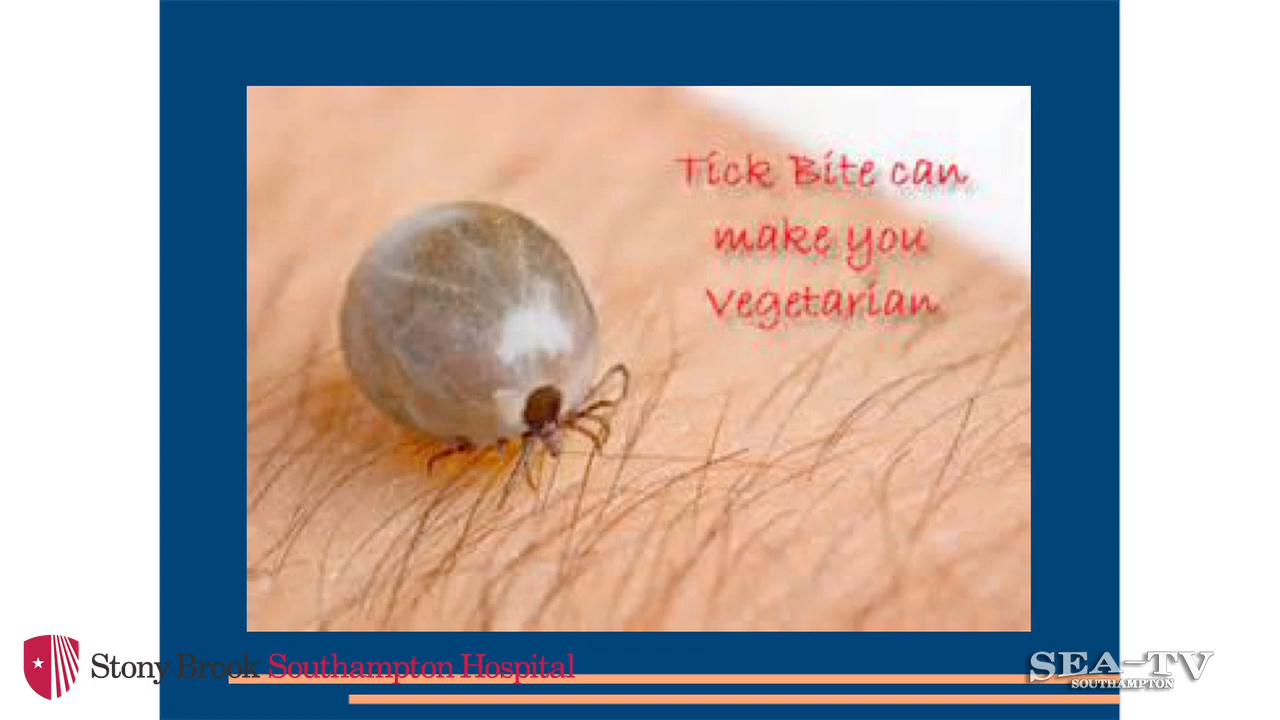 Tick Bite can
make you
Vegetarian
Stony Brook Southampton Hospital
SEA-TV
SOUTHAMPTON